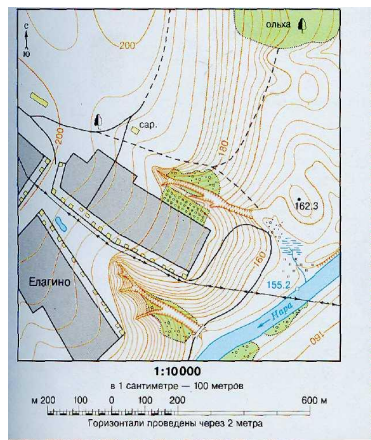 С
Ю
ольха
200
180
сар.
200
162,3
160
155.2
Елагино
Нара
160
1:10000
в 1 сантиметре — 100 метров
м 200 100 0 200 600 м
Горизонтали проведены через 2 метра